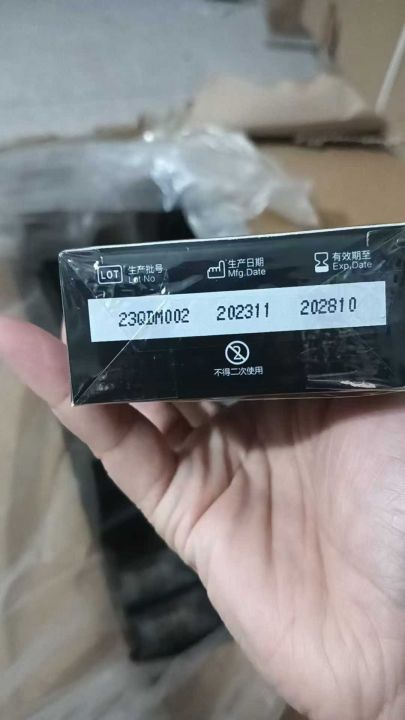 LOT 生产批号 生产日期 有效期至
Lot No Mfg.Date Exp.Date
23QDM002 202311 202810
不得二次使用